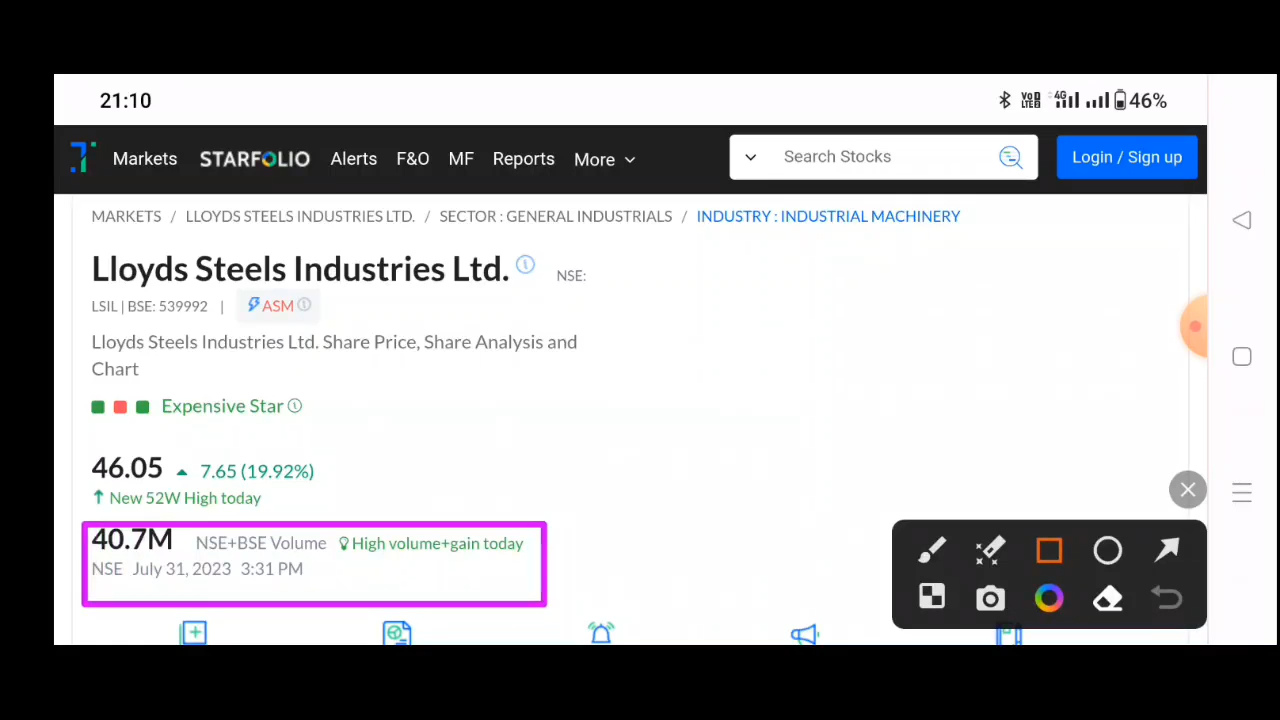 21:10 VoD LTE2 4G 46%
Markets STARFOLIO Alerts F&O MF Reports More Search Stocks Login / Sign up
MARKETS / LLOYDS STEELS INDUSTRIES LTD. / SECTOR : GENERAL INDUSTRIALS / INDUSTRY : INDUSTRIAL MACHINERY
Lloyds Steels Industries Ltd. NSE:
LSIL | BSE: 539992 | ASM
Lloyds Steels Industries Ltd. Share Price, Share Analysis and
Chart
Expensive Star
46.05 7.65 (19.92%)
New 52W High today
40.7M NSE+BSE Volume High volume+gain today
NSE July 31, 2023 3:31 PM